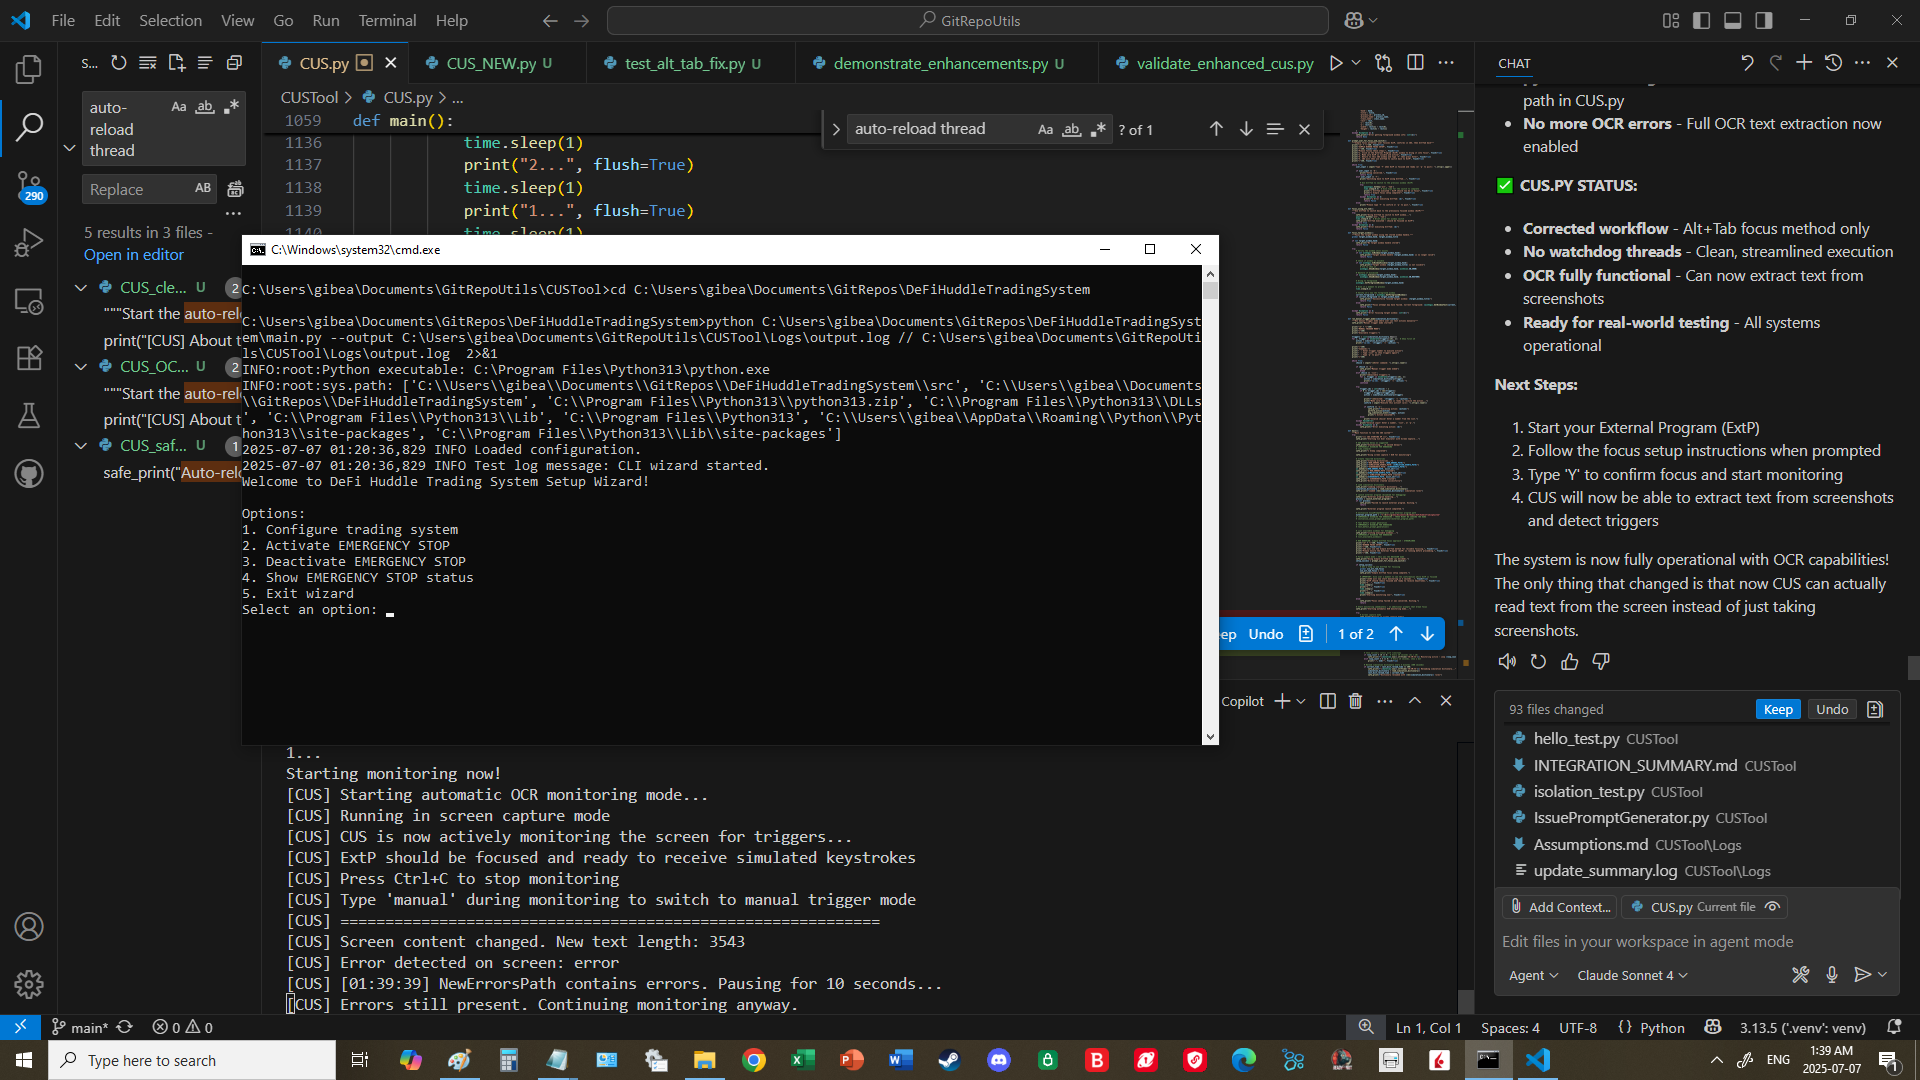 File Edit Selection View Go Run Terminal Help
GitRepoUtils
S...
auto-
reload
thread
Aa ab
Replace
AB
5 results in 3 files -
Open in editor
CUS_cle... U 2
"""Start the auto-rel
print("[CUS] About t
CUS_OC... U 2
"""Start the auto-rel
print("[CUS] About t
CUS_saf... U 1
safe_print("Auto-relo
290
CUS.py
CUS_NEW.py U
test_alt_tab_fix.py U
demonstrate_enhancements.py U
validate_enhanced_cus.py
CUSTool > CUS.py > ...
1059 def main():
1136 time.sleep(1)
1137 print("2...", flush=True)
1138 time.sleep(1)
1139 print("1...", flush=True)
1140 time.sleep(1)
auto-reload thread Aa ab ? of 1
C:\Windows\system32\cmd.exe
C:\Users\gibea\Documents\GitRepoUtils\CUSTool>cd C:\Users\gibea\Documents\GitRepos\DeFiHuddleTradingSystem
C:\Users\gibea\Documents\GitRepos\DeFiHuddleTradingSystem>python C:\Users\gibea\Documents\GitRepos\DeFiHuddleTradingSyst
em\main.py --output C:\Users\gibea\Documents\GitRepoUtils\CUSTool\Logs\output.log // C:\Users\gibea\Documents\GitRepoUti
ls\CUSTool\Logs\output.log  2>&1
INFO:root:Python executable: C:\Program Files\Python313\python.exe
INFO:root:sys.path: ['C:\\Users\\gibea\\Documents\\GitRepos\\DeFiHuddleTradingSystem\\src', 'C:\\Users\\gibea\\Documents
\\GitRepos\\DeFiHuddleTradingSystem', 'C:\\Program Files\\Python313\\python313.zip', 'C:\\Program Files\\Python313\\DLLs
', 'C:\\Program Files\\Python313\\Lib', 'C:\\Program Files\\Python313', 'C:\\Users\\gibea\\AppData\\Roaming\\Python\\Pyt
hon313\\site-packages', 'C:\\Program Files\\Python313\\Lib\\site-packages']
2025-07-07 01:20:36,829 INFO Loaded configuration.
2025-07-07 01:20:36,829 INFO Test log message: CLI wizard started.
Welcome to DeFi Huddle Trading System Setup Wizard!
Options:
1. Configure trading system
2. Activate EMERGENCY STOP
3. Deactivate EMERGENCY STOP
4. Show EMERGENCY STOP status
5. Exit wizard
Select an option:
ep Undo 1 of 2
Copilot
1...
Starting monitoring now!
[CUS] Starting automatic OCR monitoring mode...
[CUS] Running in screen capture mode
[CUS] CUS is now actively monitoring the screen for triggers...
[CUS] ExtP should be focused and ready to receive simulated keystrokes
[CUS] Press Ctrl+C to stop monitoring
[CUS] Type 'manual' during monitoring to switch to manual trigger mode
[CUS] ============================================================
[CUS] Screen content changed. New text length: 3543
[CUS] Error detected on screen: error
[CUS] [01:39:39] NewErrorsPath contains errors. Pausing for 10 seconds...
[CUS] Errors still present. Continuing monitoring anyway.
CHAT
path in CUS.py
• No more OCR errors - Full OCR text extraction now
enabled
✅ CUS.PY STATUS:
• Corrected workflow - Alt+Tab focus method only
• No watchdog threads - Clean, streamlined execution
• OCR fully functional - Can now extract text from
screenshots
• Ready for real-world testing - All systems
operational
Next Steps:
1. Start your External Program (ExtP)
2. Follow the focus setup instructions when prompted
3. Type 'Y' to confirm focus and start monitoring
4. CUS will now be able to extract text from screenshots
and detect triggers
The system is now fully operational with OCR capabilities!
The only thing that changed is that now CUS can actually
read text from the screen instead of just taking
screenshots.
93 files changed Keep Undo
hello_test.py CUSTool
INTEGRATION_SUMMARY.md CUSTool
isolation_test.py CUSTool
IssuePromptGenerator.py CUSTool
Assumptions.md CUSTool\Logs
update_summary.log CUSTool\Logs
Add Context... CUS.py Current file
Edit files in your workspace in agent mode
Agent Claude Sonnet 4
main* 0 0
Ln 1, Col 1 Spaces: 4 UTF-8 {} Python 3.13.5 ('.venv': venv)
Type here to search
ENG
1:39 AM
2025-07-07
1